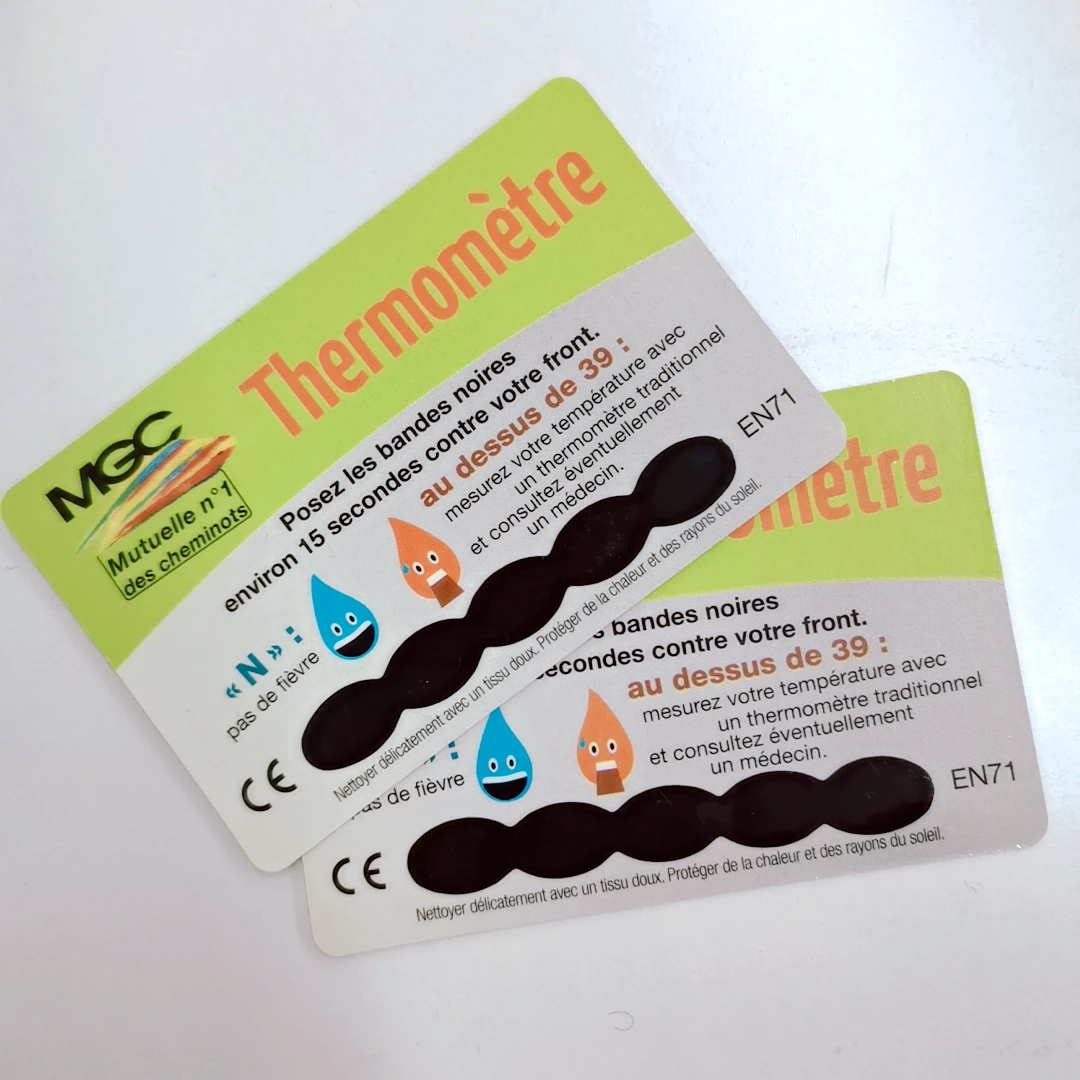 Thermomètre
MGC
Mutuelle n°1
des cheminots
Posez les bandes noires
environ 15 secondes contre votre front.
au dessus de 39 :
mesurez votre température avec
un thermomètre traditionnel
et consultez éventuellement
un médecin.
« N » :
pas de fièvre
EN71
CE
Nettoyer délicatement avec un tissu doux. Protéger de la chaleur et des rayons du soleil.
omètre
s bandes noires
econdes contre votre front.
au dessus de 39 :
mesurez votre température avec
un thermomètre traditionnel
et consultez éventuellement
un médecin.
:
pas de fièvre
EN71
CE
Nettoyer délicatement avec un tissu doux. Protéger de la chaleur et des rayons du soleil.